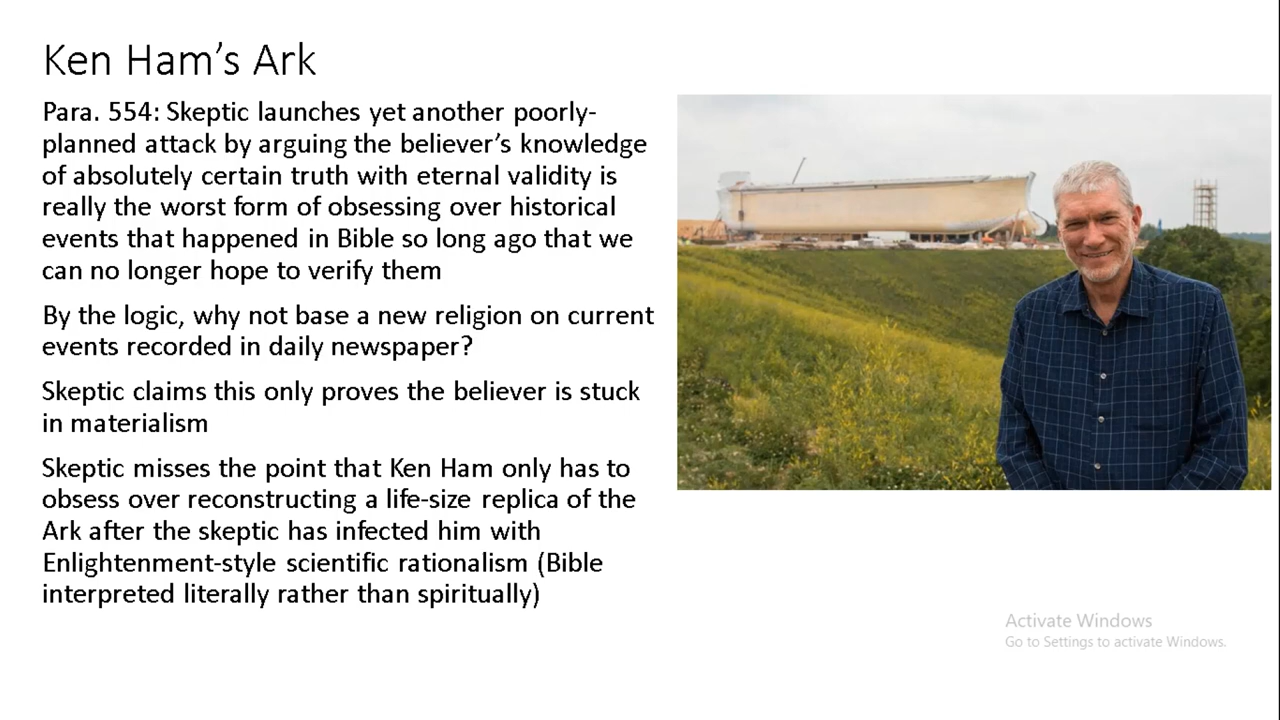 Ken Ham's Ark
Para. 554: Skeptic launches yet another poorly-
planned attack by arguing the believer's knowledge
of absolutely certain truth with eternal validity is
really the worst form of obsessing over historical
events that happened in Bible so long ago that we
can no longer hope to verify them
By the logic, why not base a new religion on current
events recorded in daily newspaper?
Skeptic claims this only proves the believer is stuck
in materialism
Skeptic misses the point that Ken Ham only has to
obsess over reconstructing a life-size replica of the
Ark after the skeptic has infected him with
Enlightenment-style scientific rationalism (Bible
interpreted literally rather than spiritually)
Activate Windows
Go to Settings to activate Windows.